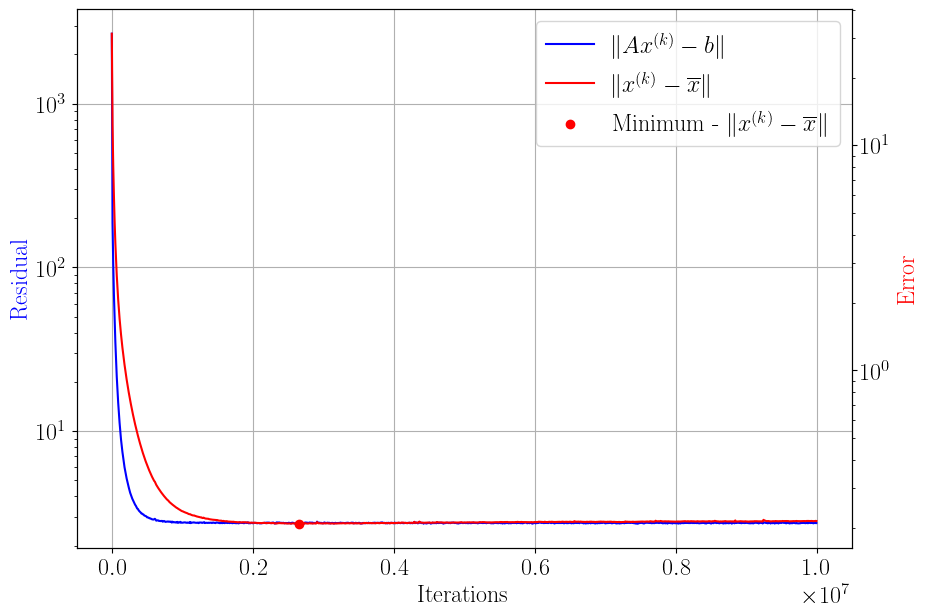 ‖Ax^(k) − b‖
‖x^(k) − x̅‖
Minimum - ‖x^(k) − x̅‖
10^3
10^2
10^1
Residual
10^1
10^0
Error
0.0 0.2 0.4 0.6 0.8 1.0
Iterations
×10^7